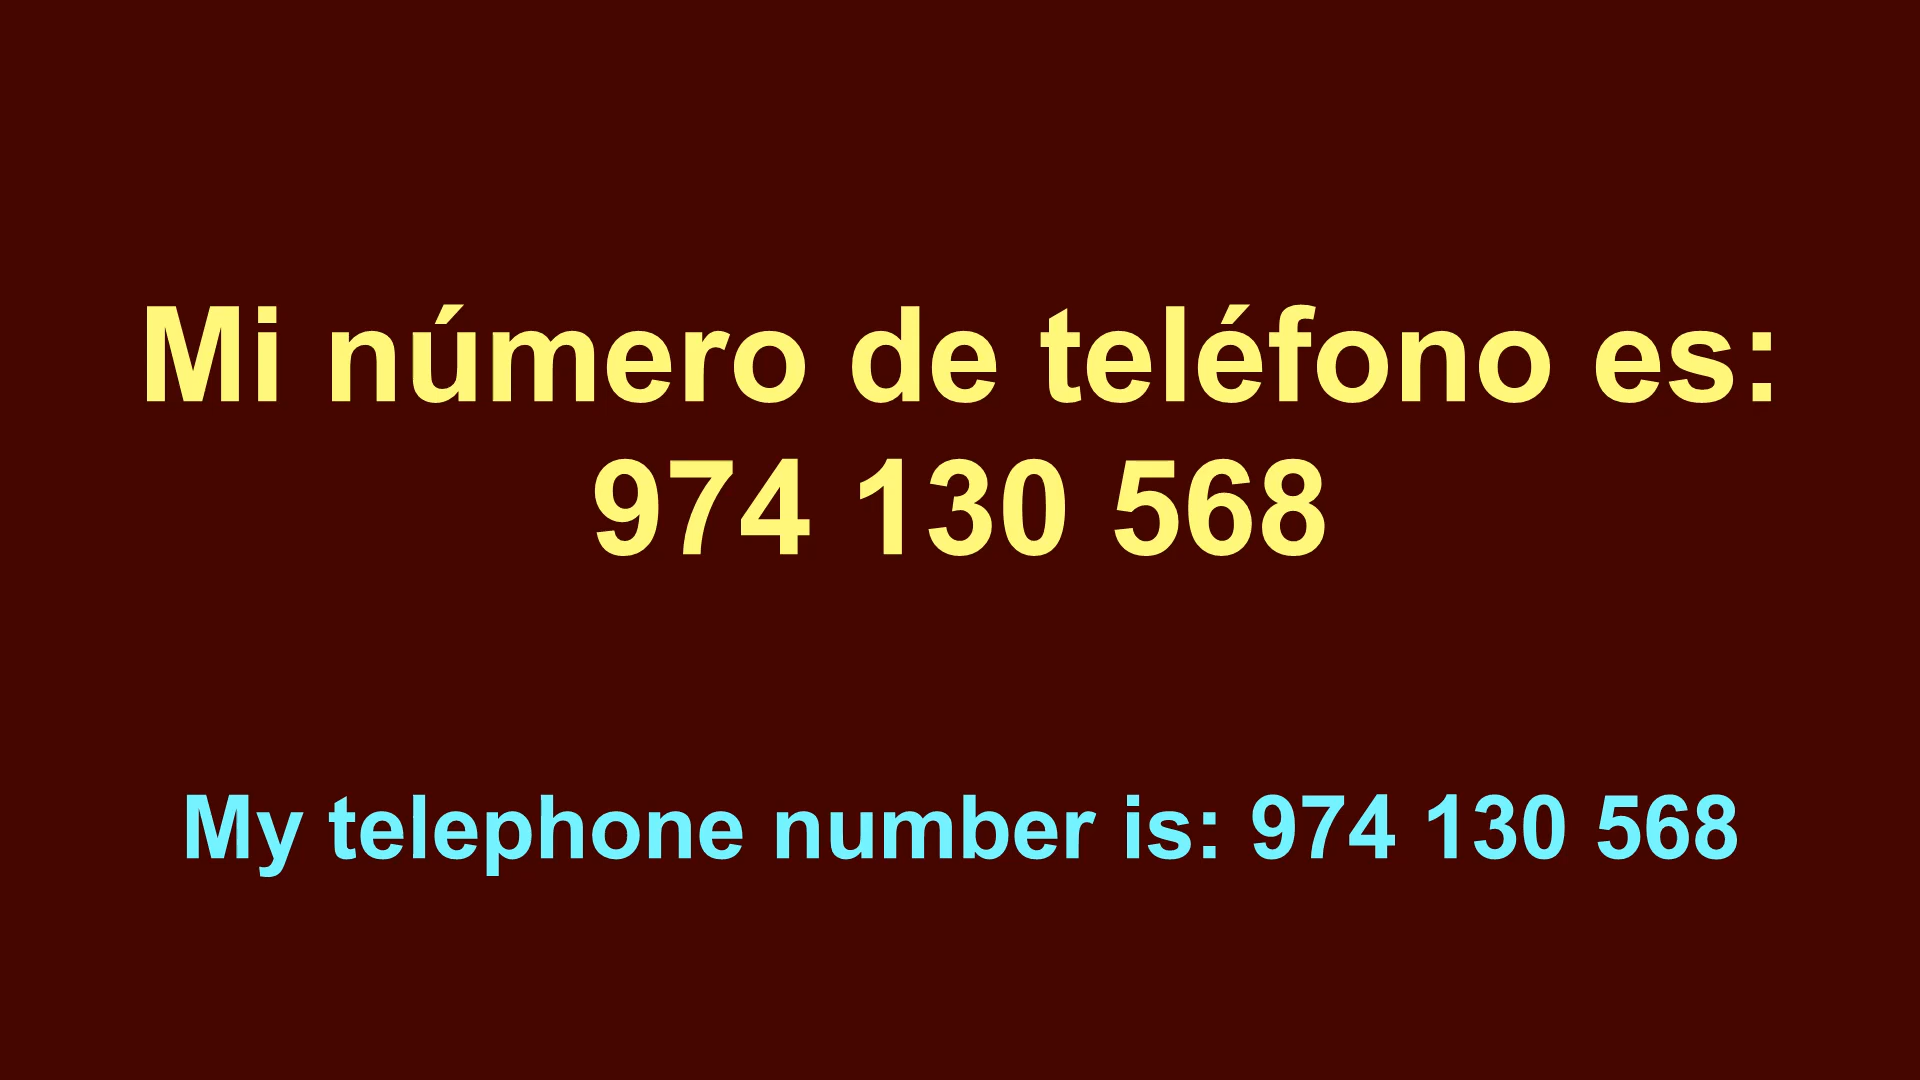 Mi número de teléfono es:
974 130 568
My telephone number is: 974 130 568